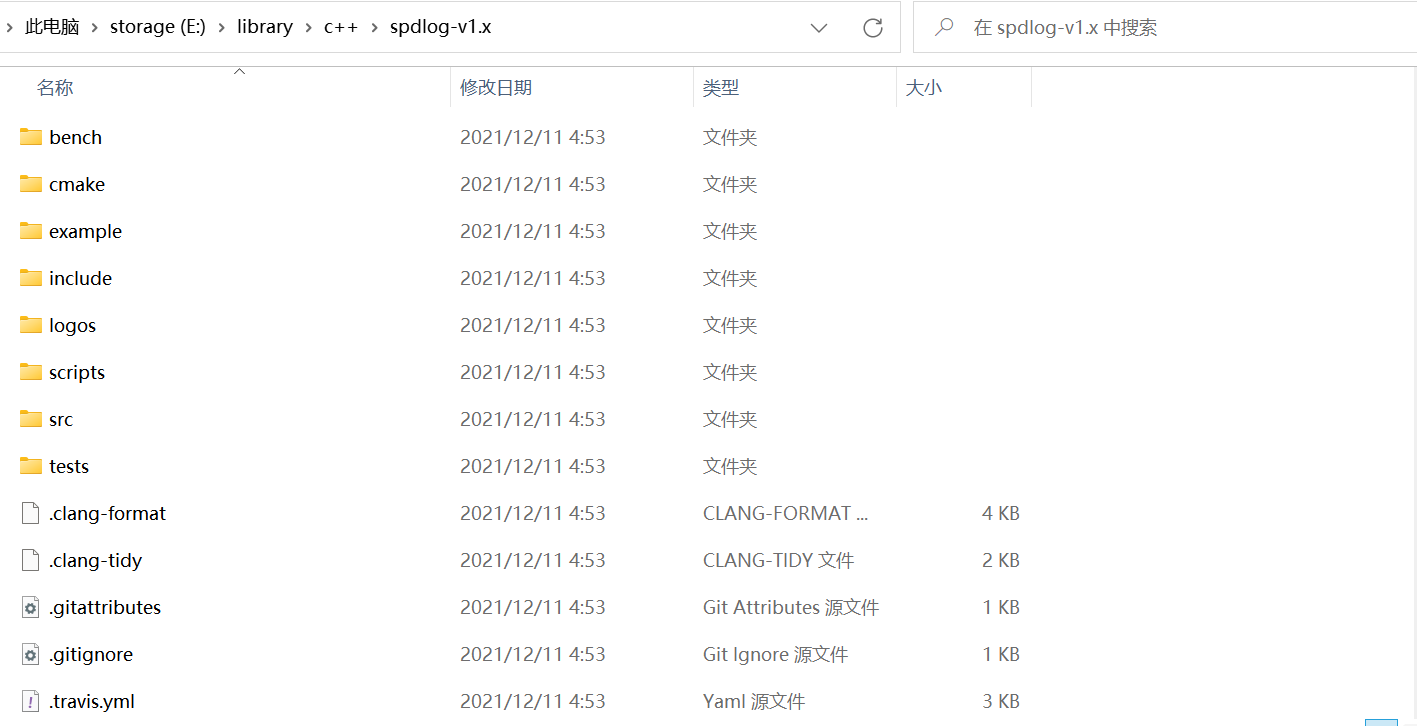 此电脑 > storage (E:) > library > c++ > spdlog-v1.x 在 spdlog-v1.x 中搜索
名称 修改日期 类型 大小
bench 2021/12/11 4:53 文件夹
cmake 2021/12/11 4:53 文件夹
example 2021/12/11 4:53 文件夹
include 2021/12/11 4:53 文件夹
logos 2021/12/11 4:53 文件夹
scripts 2021/12/11 4:53 文件夹
src 2021/12/11 4:53 文件夹
tests 2021/12/11 4:53 文件夹
.clang-format 2021/12/11 4:53 CLANG-FORMAT ... 4 KB
.clang-tidy 2021/12/11 4:53 CLANG-TIDY 文件 2 KB
.gitattributes 2021/12/11 4:53 Git Attributes 源文件 1 KB
.gitignore 2021/12/11 4:53 Git Ignore 源文件 1 KB
.travis.yml 2021/12/11 4:53 Yaml 源文件 3 KB